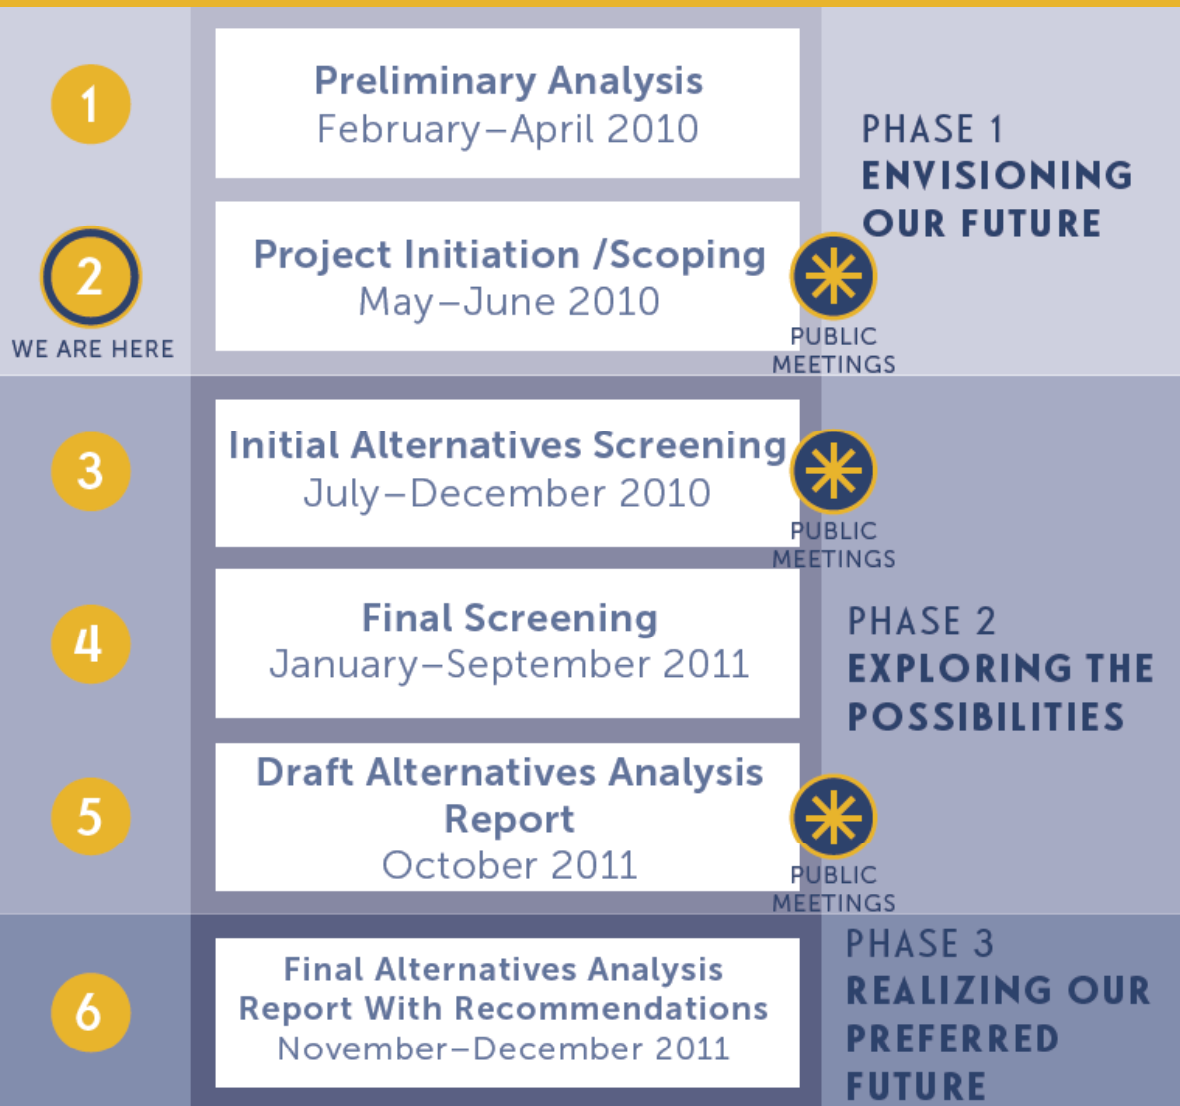 1
Preliminary Analysis
February–April 2010
PHASE 1
ENVISIONING
OUR FUTURE
2
WE ARE HERE
Project Initiation /Scoping
May–June 2010
PUBLIC
MEETINGS
3
Initial Alternatives Screening
July–December 2010
PUBLIC
MEETINGS
4
Final Screening
January–September 2011
PHASE 2
EXPLORING THE
POSSIBILITIES
5
Draft Alternatives Analysis
Report
October 2011
PUBLIC
MEETINGS
6
Final Alternatives Analysis
Report With Recommendations
November–December 2011
PHASE 3
REALIZING OUR
PREFERRED
FUTURE